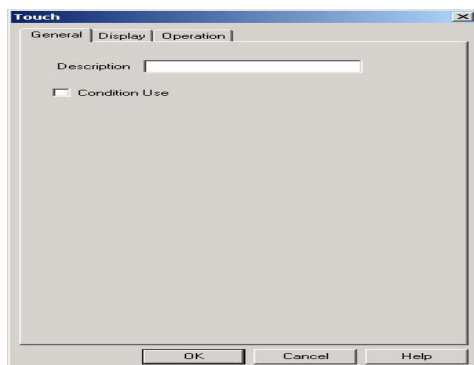 Touch
General Display Operation
Description
Condition Use
OK Cancel Help